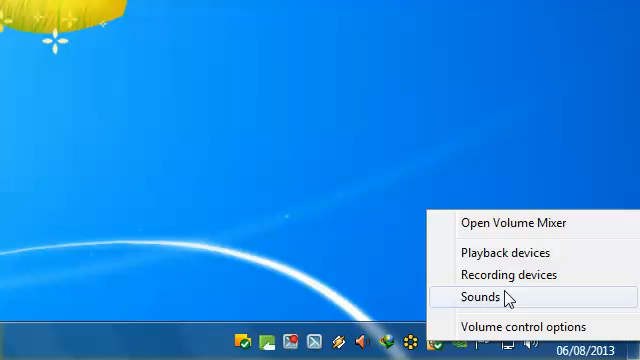 Open Volume Mixer
Playback devices
Recording devices
Sounds
Volume control options
06/08/2013